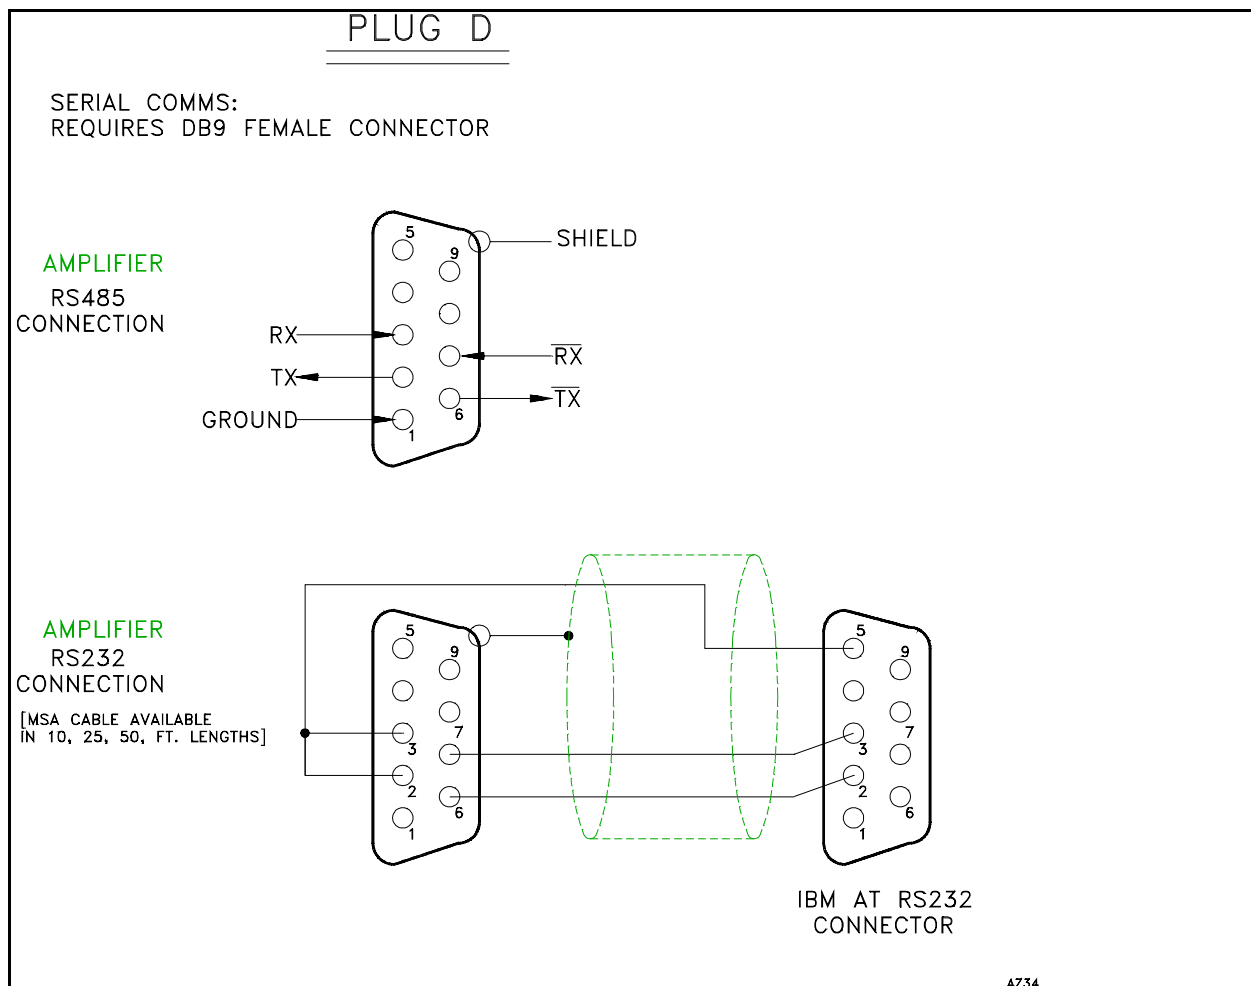 PLUG D
SERIAL COMMS:
REQUIRES DB9 FEMALE CONNECTOR
5
9
SHIELD
AMPLIFIER
RS485
CONNECTION
RX
R̅X̅
TX
T̅X̅
GROUND
6
1
AMPLIFIER
RS232
CONNECTION
[MSA CABLE AVAILABLE
IN 10, 25, 50, FT. LENGTHS]
5
9
7
3
2
6
1
5
9
7
3
2
6
1
IBM AT RS232
CONNECTOR
AZ34